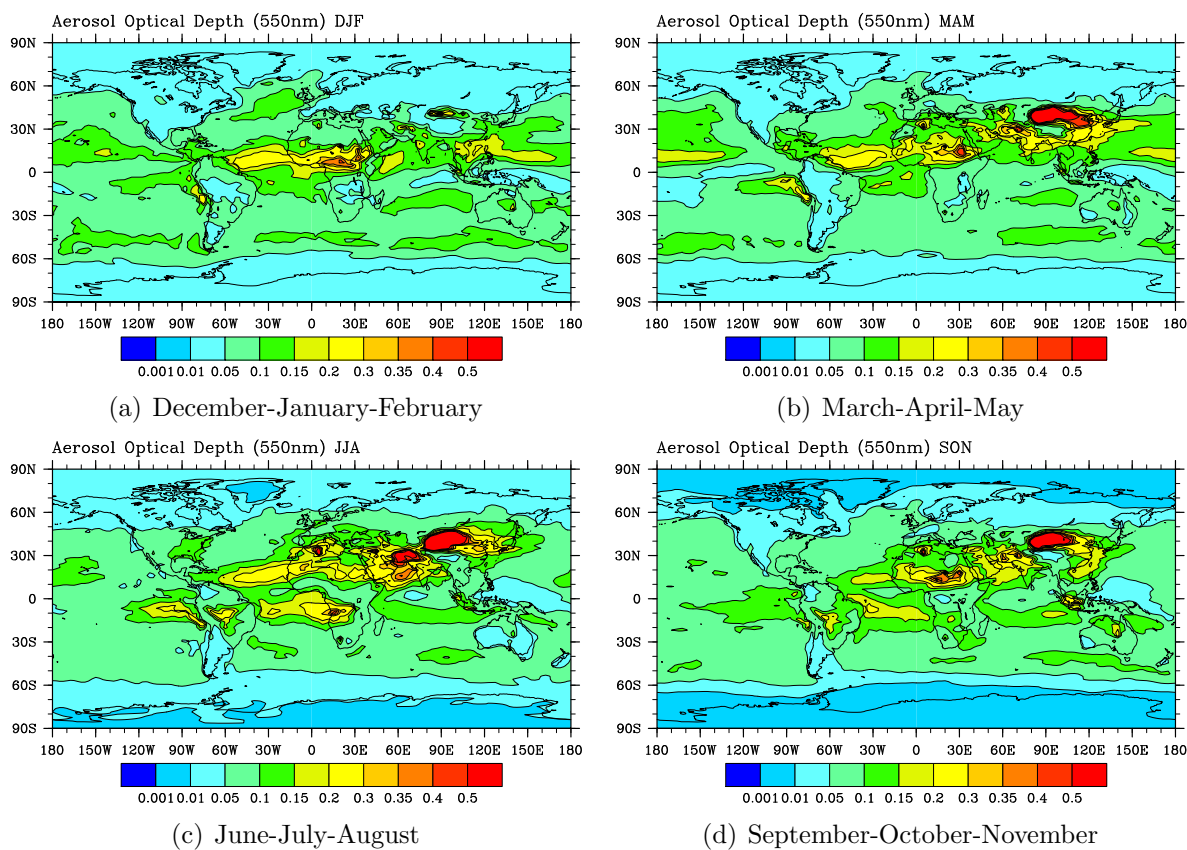 Aerosol Optical Depth (550nm) DJF
90N
60N
30N
0
30S
60S
90S
180 150W 120W 90W 60W 30W 0 30E 60E 90E 120E 150E 180
0.001 0.01 0.05 0.1 0.15 0.2 0.3 0.35 0.4 0.5
(a) December-January-February
Aerosol Optical Depth (550nm) MAM
90N
60N
30N
0
30S
60S
90S
180 150W 120W 90W 60W 30W 0 30E 60E 90E 120E 150E 180
0.001 0.01 0.05 0.1 0.15 0.2 0.3 0.35 0.4 0.5
(b) March-April-May
Aerosol Optical Depth (550nm) JJA
90N
60N
30N
0
30S
60S
90S
180 150W 120W 90W 60W 30W 0 30E 60E 90E 120E 150E 180
0.001 0.01 0.05 0.1 0.15 0.2 0.3 0.35 0.4 0.5
(c) June-July-August
Aerosol Optical Depth (550nm) SON
90N
60N
30N
0
30S
60S
90S
180 150W 120W 90W 60W 30W 0 30E 60E 90E 120E 150E 180
0.001 0.01 0.05 0.1 0.15 0.2 0.3 0.35 0.4 0.5
(d) September-October-November